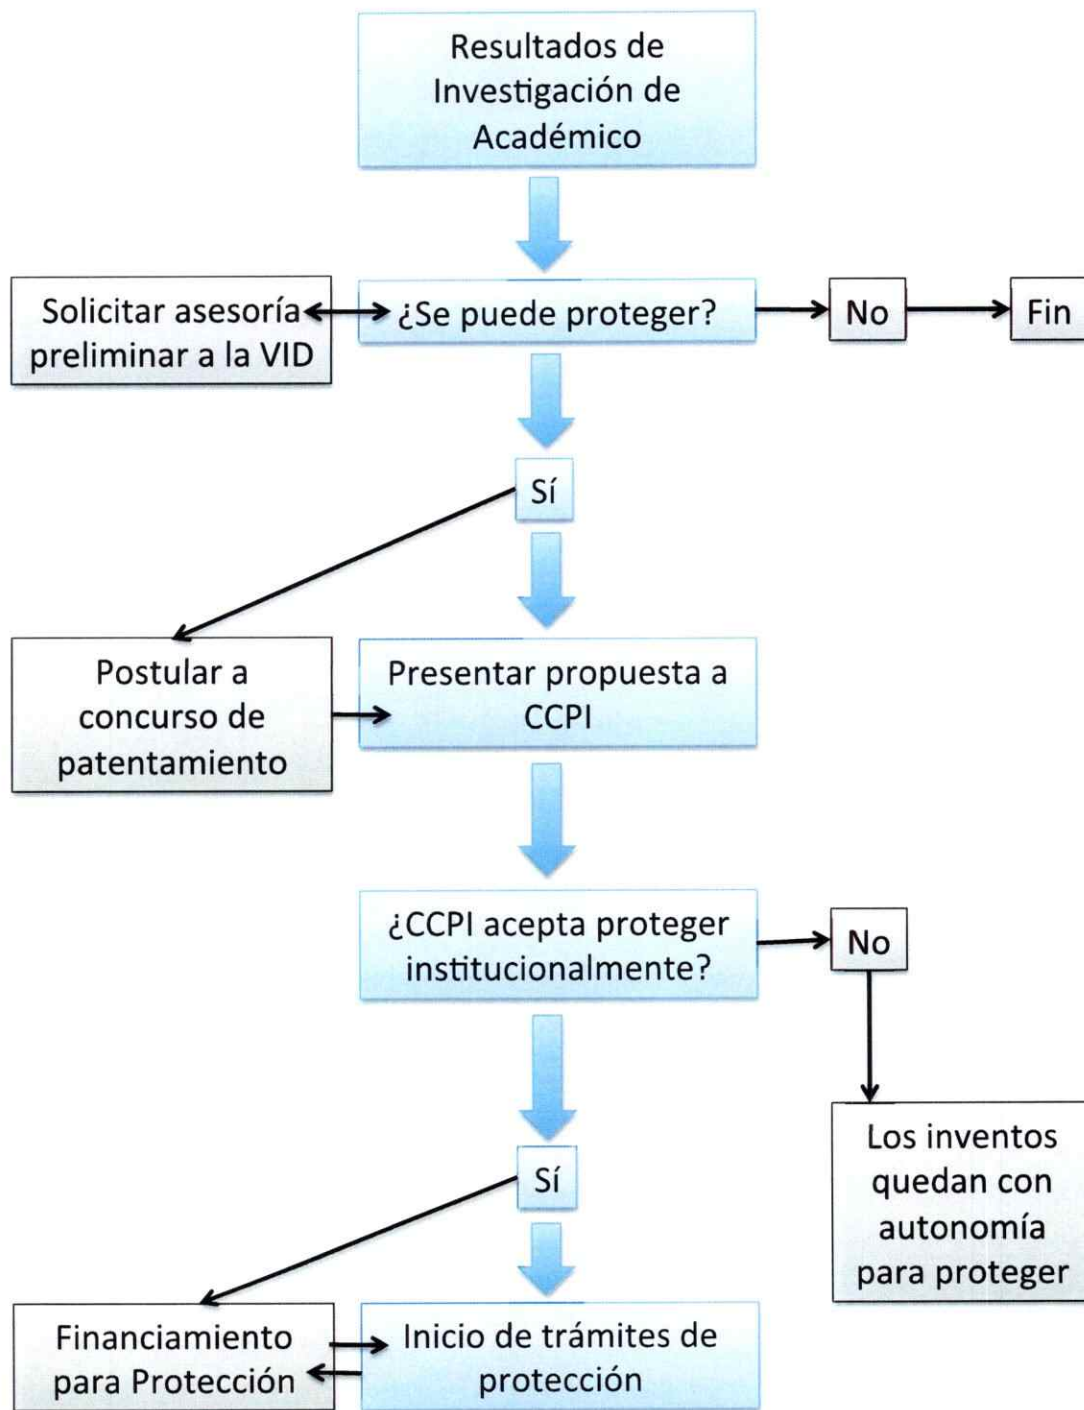 Resultados de
Investigación de
Académico
Solicitar asesoría
preliminar a la VID
¿Se puede proteger?
No
Fin
Sí
Postular a
concurso de
patentamiento
Presentar propuesta a
CCPI
¿CCPI acepta proteger
institucionalmente?
No
Los inventos
quedan con
autonomía
para proteger
Sí
Financiamiento
para Protección
Inicio de trámites de
protección